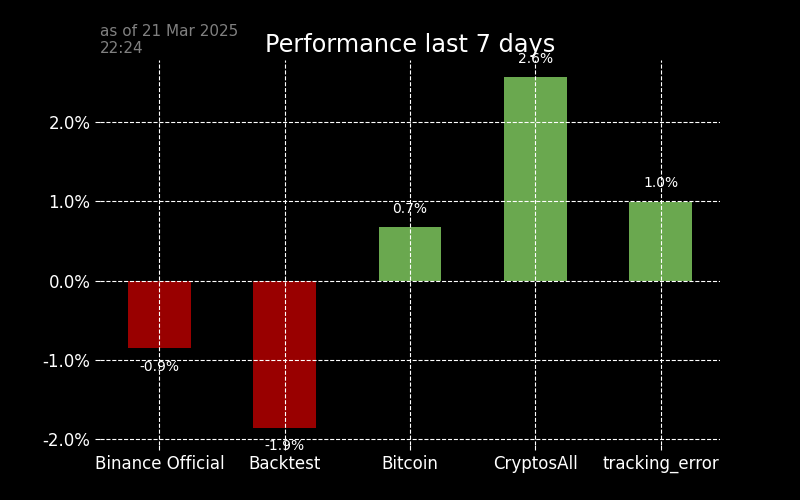 as of 21 Mar 2025
22:24
Performance last 7 days
2.6%
2.0%
1.0%
1.0%
0.7%
0.0%
-1.0%
-0.9%
-2.0%
-1.9%
Binance Official
Backtest
Bitcoin
CryptosAll
tracking_error